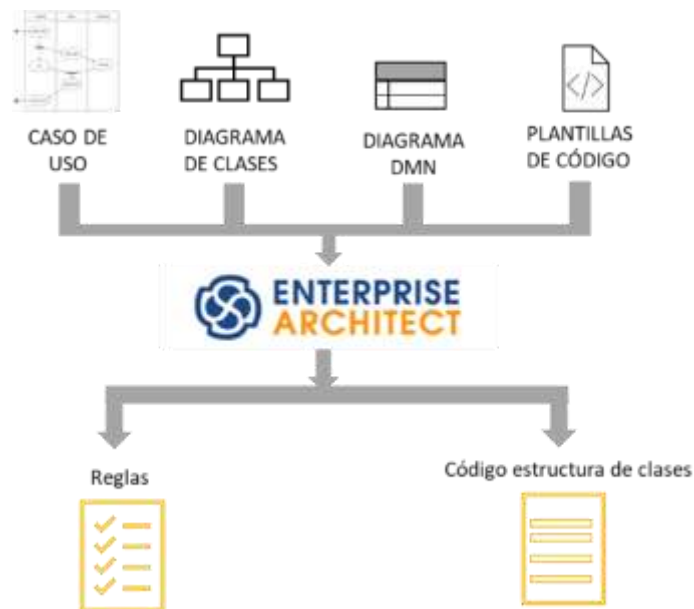 CASO DE
USO
DIAGRAMA
DE CLASES
DIAGRAMA
DMN
PLANTILLAS
DE CÓDIGO
ENTERPRISE
ARCHITECT
Reglas
Código estructura de clases